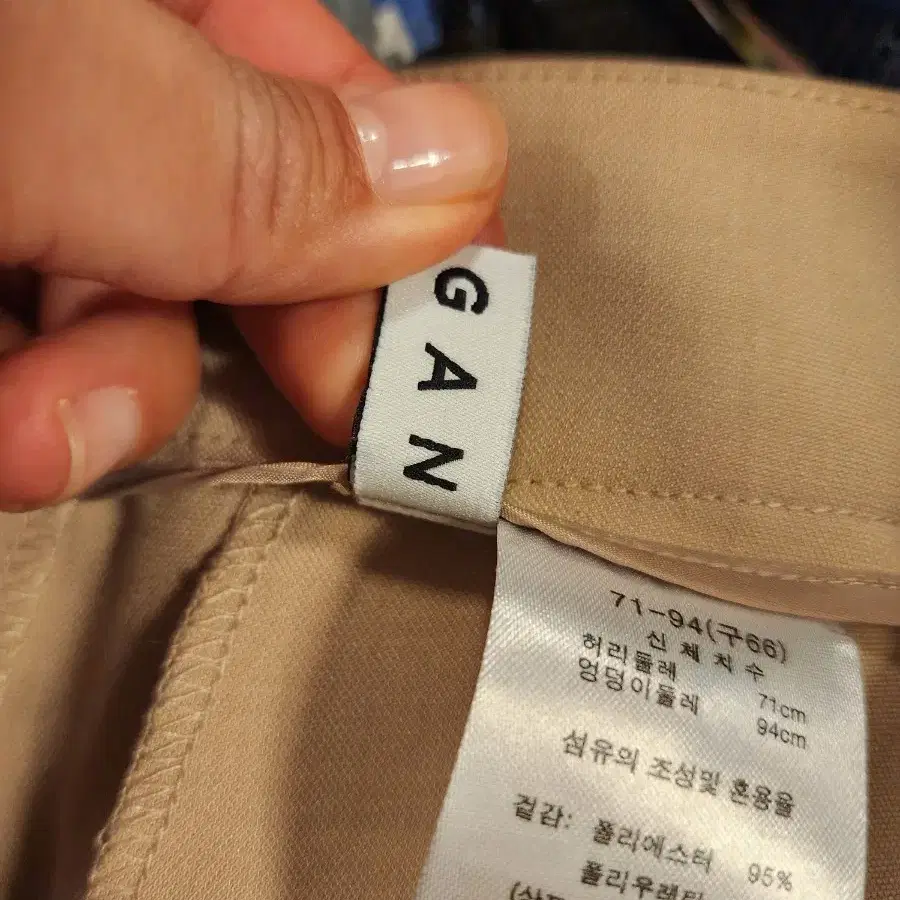 GAN
71-94(구66)
신 체 치 수
허리둘레 71cm
엉덩이둘레 94cm
섬유의 조성및 혼용율
겉감: 폴리에스터 95%
폴리우레탄